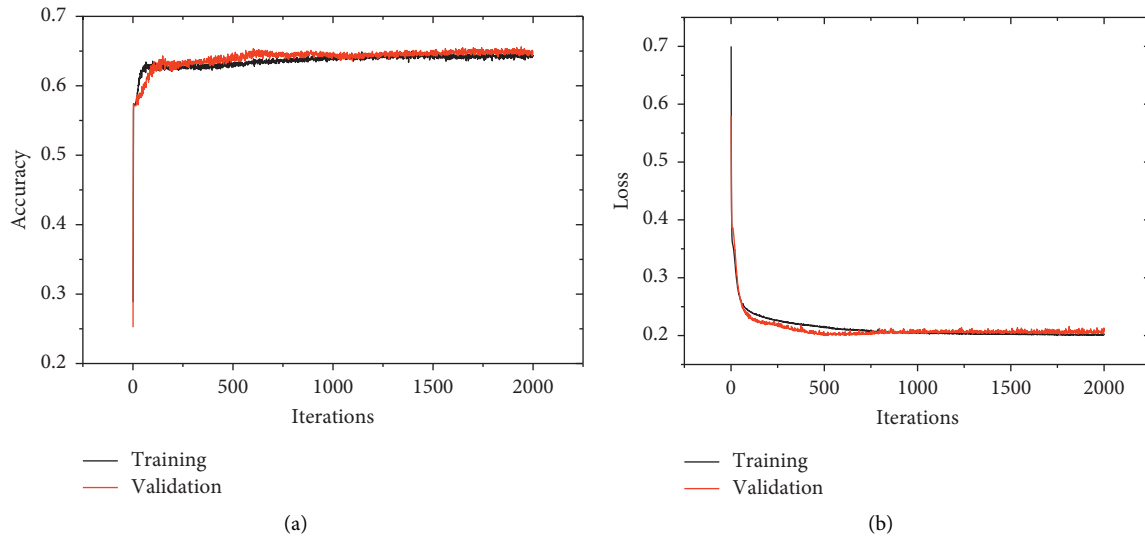 0.7
0.6
0.5
0.4
0.3
0.2
Accuracy
0 500 1000 1500 2000
Iterations
Training
Validation
(a)
0.7
0.6
0.5
0.4
0.3
0.2
Loss
0 500 1000 1500 2000
Iterations
Training
Validation
(b)